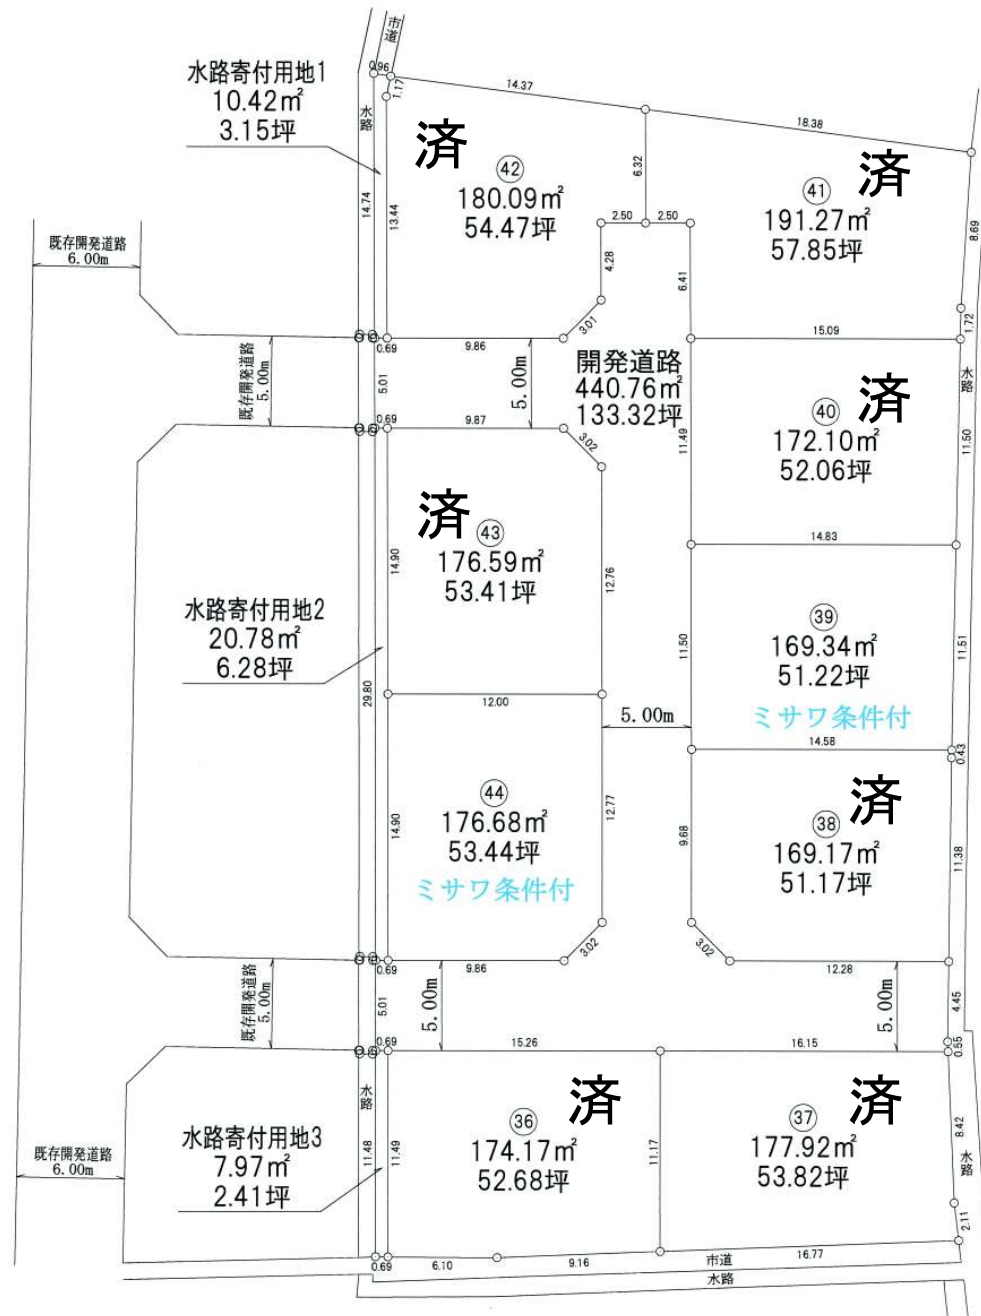 市道
水路寄付用地1
10.42㎡
3.15坪
0.96
1.17
14.37
18.38
水路
済
㊷
180.09㎡
54.47坪
6.32
済
㊶
191.27㎡
57.85坪
14.74
13.44
2.50
2.50
8.69
既存開発道路
6.00m
4.28
6.41
3.01
1.72
0.69
9.86
15.09
既存開発道路
5.00m
5.01
5.00m
開発道路
440.76㎡
133.32坪
水路
済
㊵
172.10㎡
52.06坪
0.69
9.87
3.02
11.49
11.50
済
㊸
176.59㎡
53.41坪
14.90
12.76
14.83
水路寄付用地2
20.78㎡
6.28坪
㊴
169.34㎡
51.22坪
ミサワ条件付
11.50
11.51
29.80
12.00
5.00m
14.58
0.43
㊹
176.68㎡
53.44坪
ミサワ条件付
14.90
12.77
9.68
済
㊳
169.17㎡
51.17坪
11.38
3.02
3.02
0.69
9.86
12.28
既存開発道路
5.00m
5.01
5.00m
5.00m
4.45
0.69
15.26
16.15
0.55
水路
済
㊱
174.17㎡
52.68坪
済
㊲
177.92㎡
53.82坪
8.42
水路
水路寄付用地3
7.97㎡
2.41坪
11.48
11.49
11.17
既存開発道路
6.00m
2.11
0.69
6.10
9.16
市道
16.77
水路